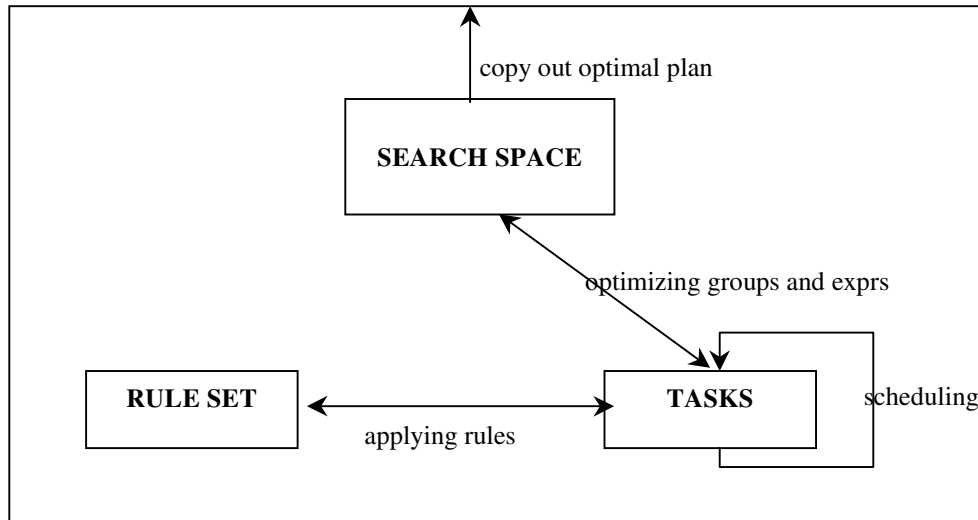 copy out optimal plan
SEARCH SPACE
optimizing groups and exprs
RULE SET
TASKS
scheduling
applying rules